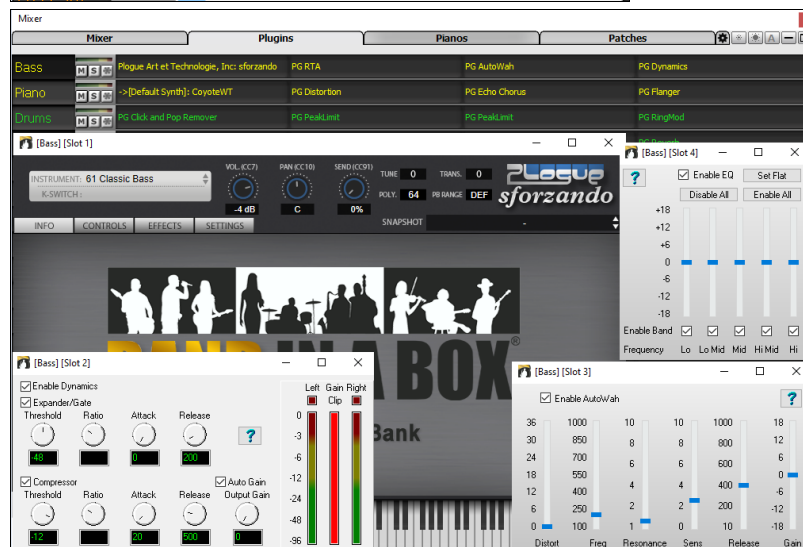 Mixer
Mixer Plugins Pianos Patches
A
Bass M S Plogue Art et Technologie, Inc: sforzando PG RTA PG AutoWah PG Dynamics
Piano M S ->[Default Synth]: CoyoteWT PG Distortion PG Echo Chorus PG Flanger
Drums M S PG Click and Pop Remover PG PeakLimit PG PeakLimit PG RingMod
[Bass] [Slot 1]
INSTRUMENT: 61 Classic Bass
K-SWITCH :
VOL. (CC7) PAN (CC10) SEND (CC91)
-4 dB C 0%
TUNE 0 TRANS. 0
POLY. 64 PB RANGE DEF
Plogue
sforzando
INFO CONTROLS EFFECTS SETTINGS
SNAPSHOT -
BAND IN A BOX®
Bank
[Bass] [Slot 4]
? Enable EQ Set Flat
Disable All Enable All
+18
+12
+6
0
-6
-12
-18
Enable Band
Frequency Lo Lo Mid Mid Hi Mid Hi
[Bass] [Slot 2]
Enable Dynamics
Expander/Gate
Threshold Ratio Attack Release
?
-48 0 200
Compressor Auto Gain
Threshold Ratio Attack Release Output Gain
-12 20 500 0
Left Gain Right
Clip
0
-3
-6
-12
-24
-48
-96
[Bass] [Slot 3]
Enable AutoWah ?
36 1000 10 10 1000 18
30 850 8 8 800 12
24 700 6 6 600 6
18 550 4 4 400 0
12 400 2 2 200 -6
6 250 1 0 10 -12
0 100 -18
Distort Freq Resonance Sens Release Gain